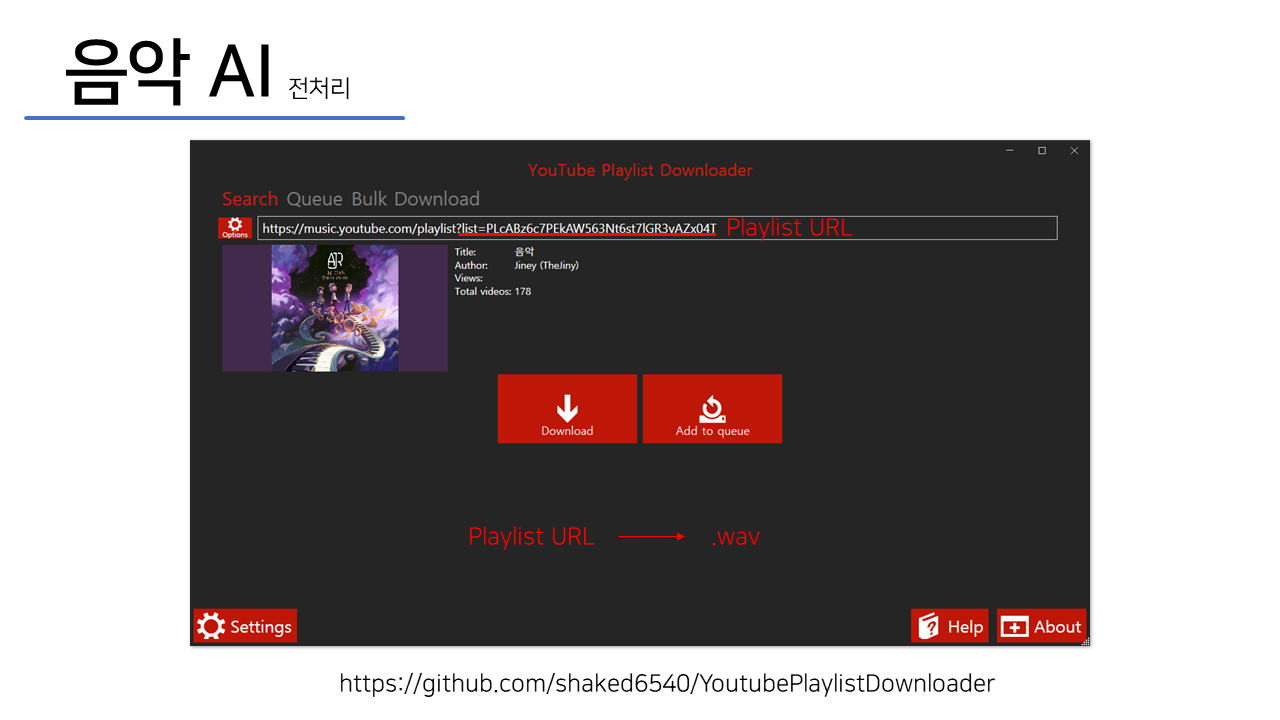 음악 AI 전처리
YouTube Playlist Downloader
Search Queue Bulk Download
Options
https://music.youtube.com/playlist?list=PLcABz6c7PEkAW563Nt6st7lGR3vAZx04T Playlist URL
AJR
Title: 음악
Author: Jiney (TheJiny)
Views:
Total videos: 178
Download
Add to queue
Playlist URL
.wav
Settings
Help
About
https://github.com/shaked6540/YoutubePlaylistDownloader